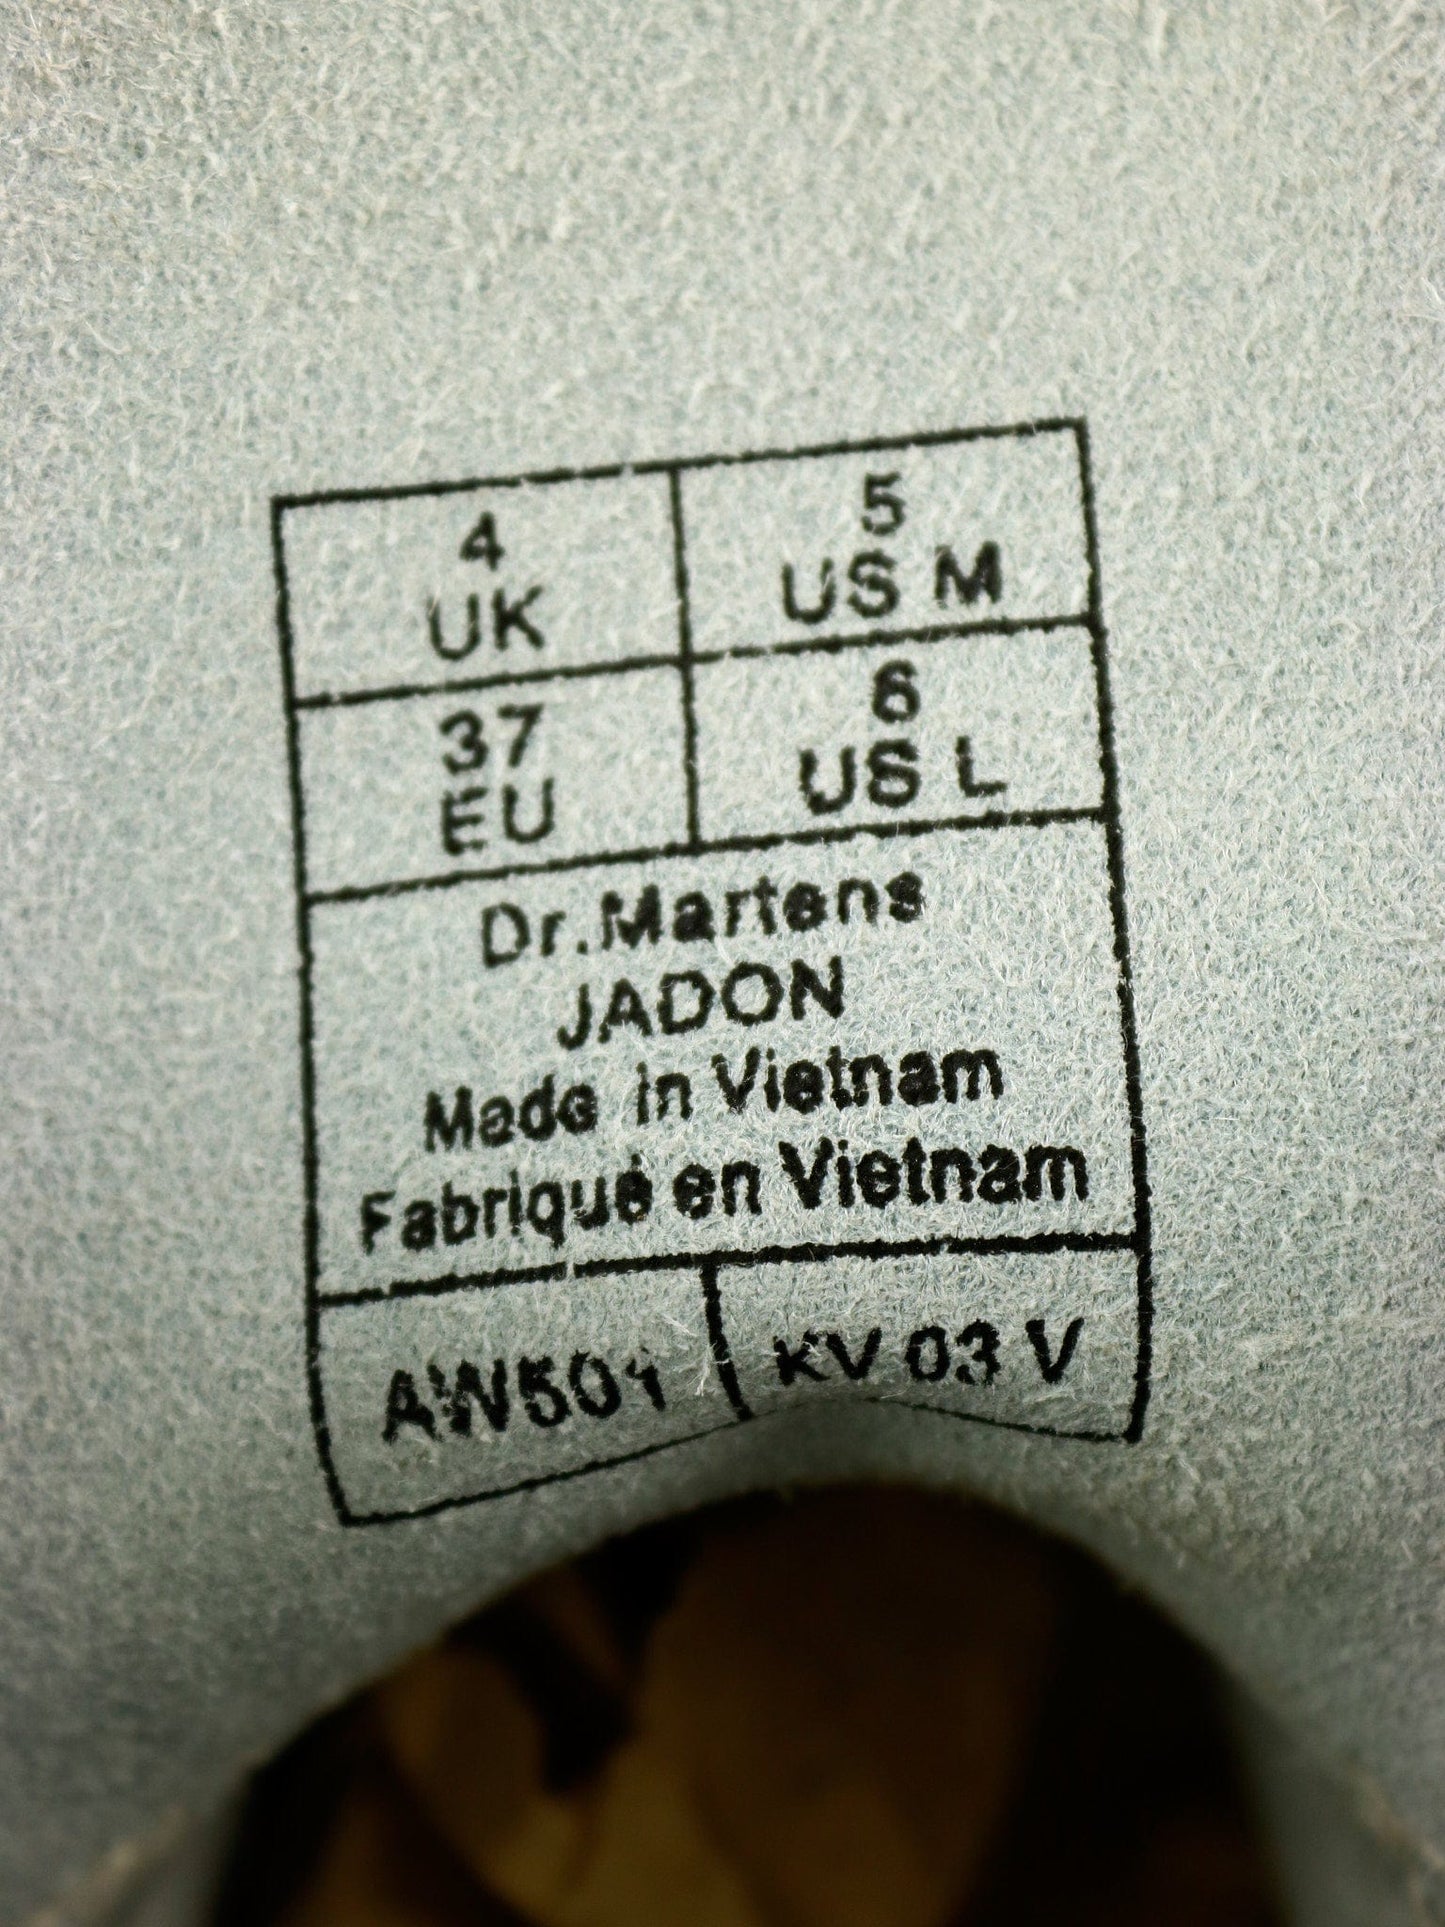 4
UK
5
US M
37
EU
6
US L
Dr.Martens
JADON
Made in Vietnam
Fabriqué en Vietnam
AW501
KV 03 V